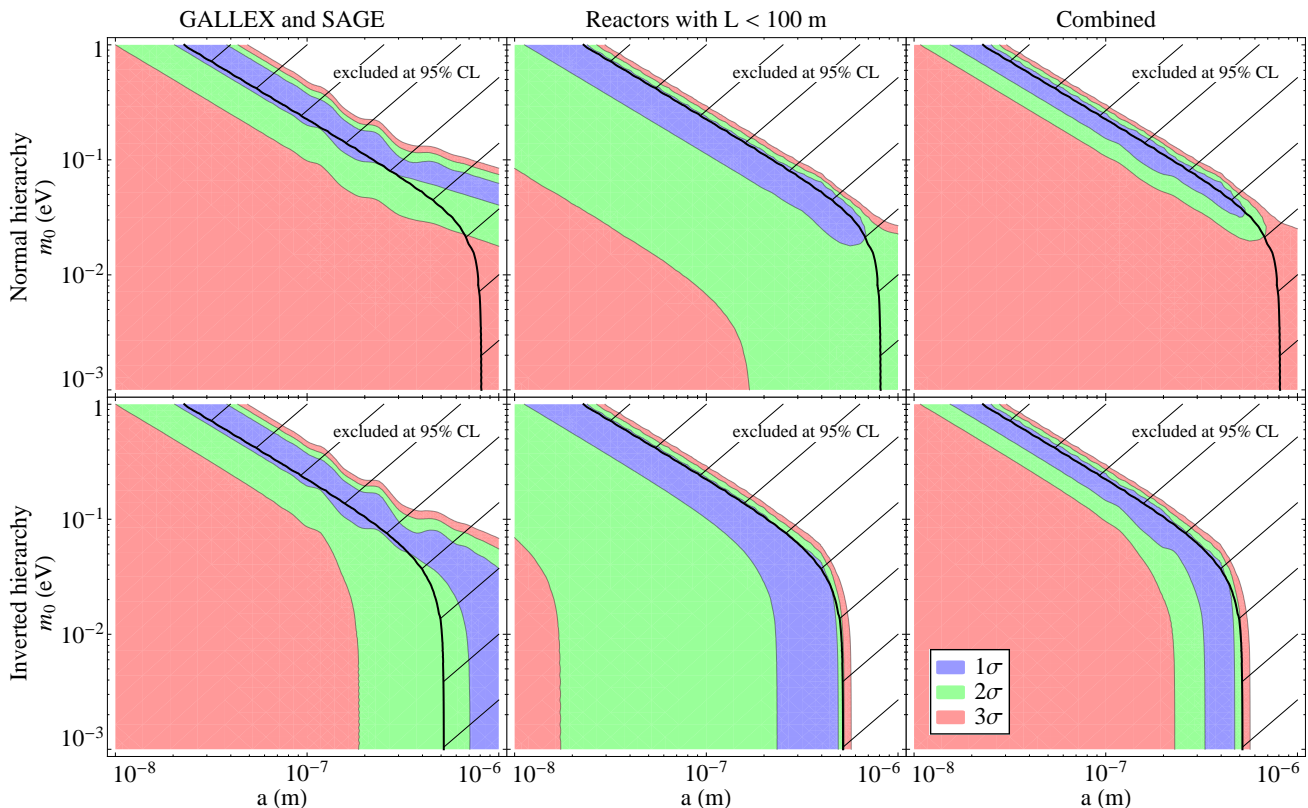 GALLEX and SAGE
Reactors with L < 100 m
Combined
Normal hierarchy
m₀ (eV)
1
10⁻¹
10⁻²
10⁻³
excluded at 95% CL
excluded at 95% CL
excluded at 95% CL
Inverted hierarchy
m₀ (eV)
1
10⁻¹
10⁻²
10⁻³
excluded at 95% CL
excluded at 95% CL
excluded at 95% CL
1σ
2σ
3σ
10⁻⁸ 10⁻⁷ 10⁻⁶
10⁻⁸ 10⁻⁷ 10⁻⁶
10⁻⁸ 10⁻⁷ 10⁻⁶
a (m)
a (m)
a (m)